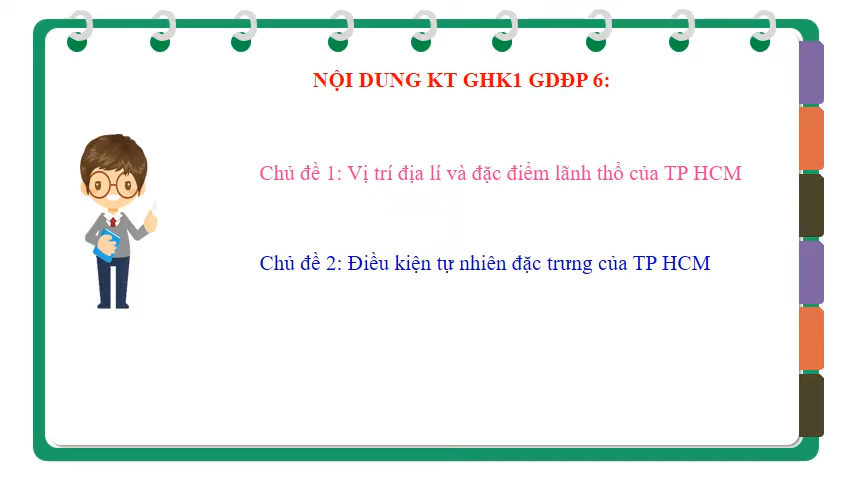 NỘI DUNG KT GHK1 GDĐP 6:
Chủ đề 1: Vị trí địa lí và đặc điểm lãnh thổ của TP HCM
Chủ đề 2: Điều kiện tự nhiên đặc trưng của TP HCM